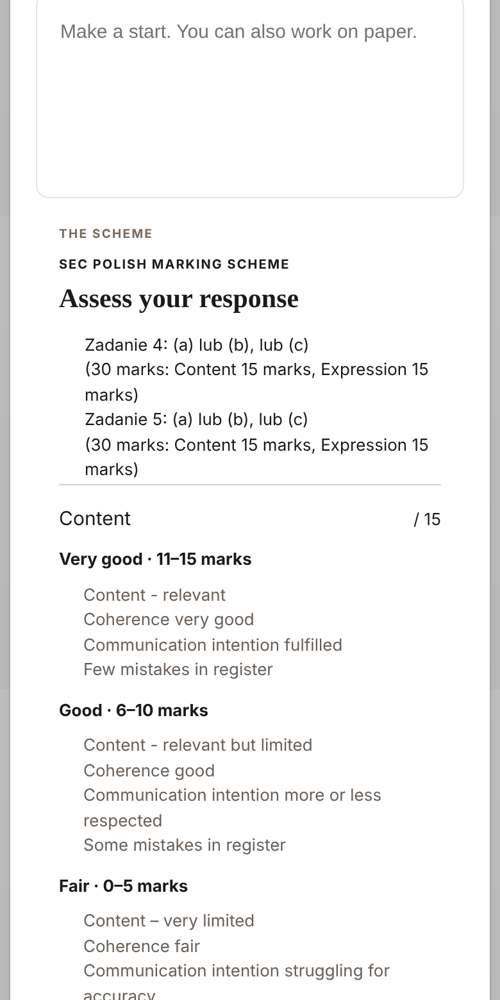 Make a start. You can also work on paper.
THE SCHEME
SEC POLISH MARKING SCHEME
Assess your response
Zadanie 4: (a) lub (b), lub (c)
(30 marks: Content 15 marks, Expression 15
marks)
Zadanie 5: (a) lub (b), lub (c)
(30 marks: Content 15 marks, Expression 15
marks)
Content / 15
Very good · 11–15 marks
Content - relevant
Coherence very good
Communication intention fulfilled
Few mistakes in register
Good · 6–10 marks
Content - relevant but limited
Coherence good
Communication intention more or less
respected
Some mistakes in register
Fair · 0–5 marks
Content – very limited
Coherence fair
Communication intention struggling for
accuracy